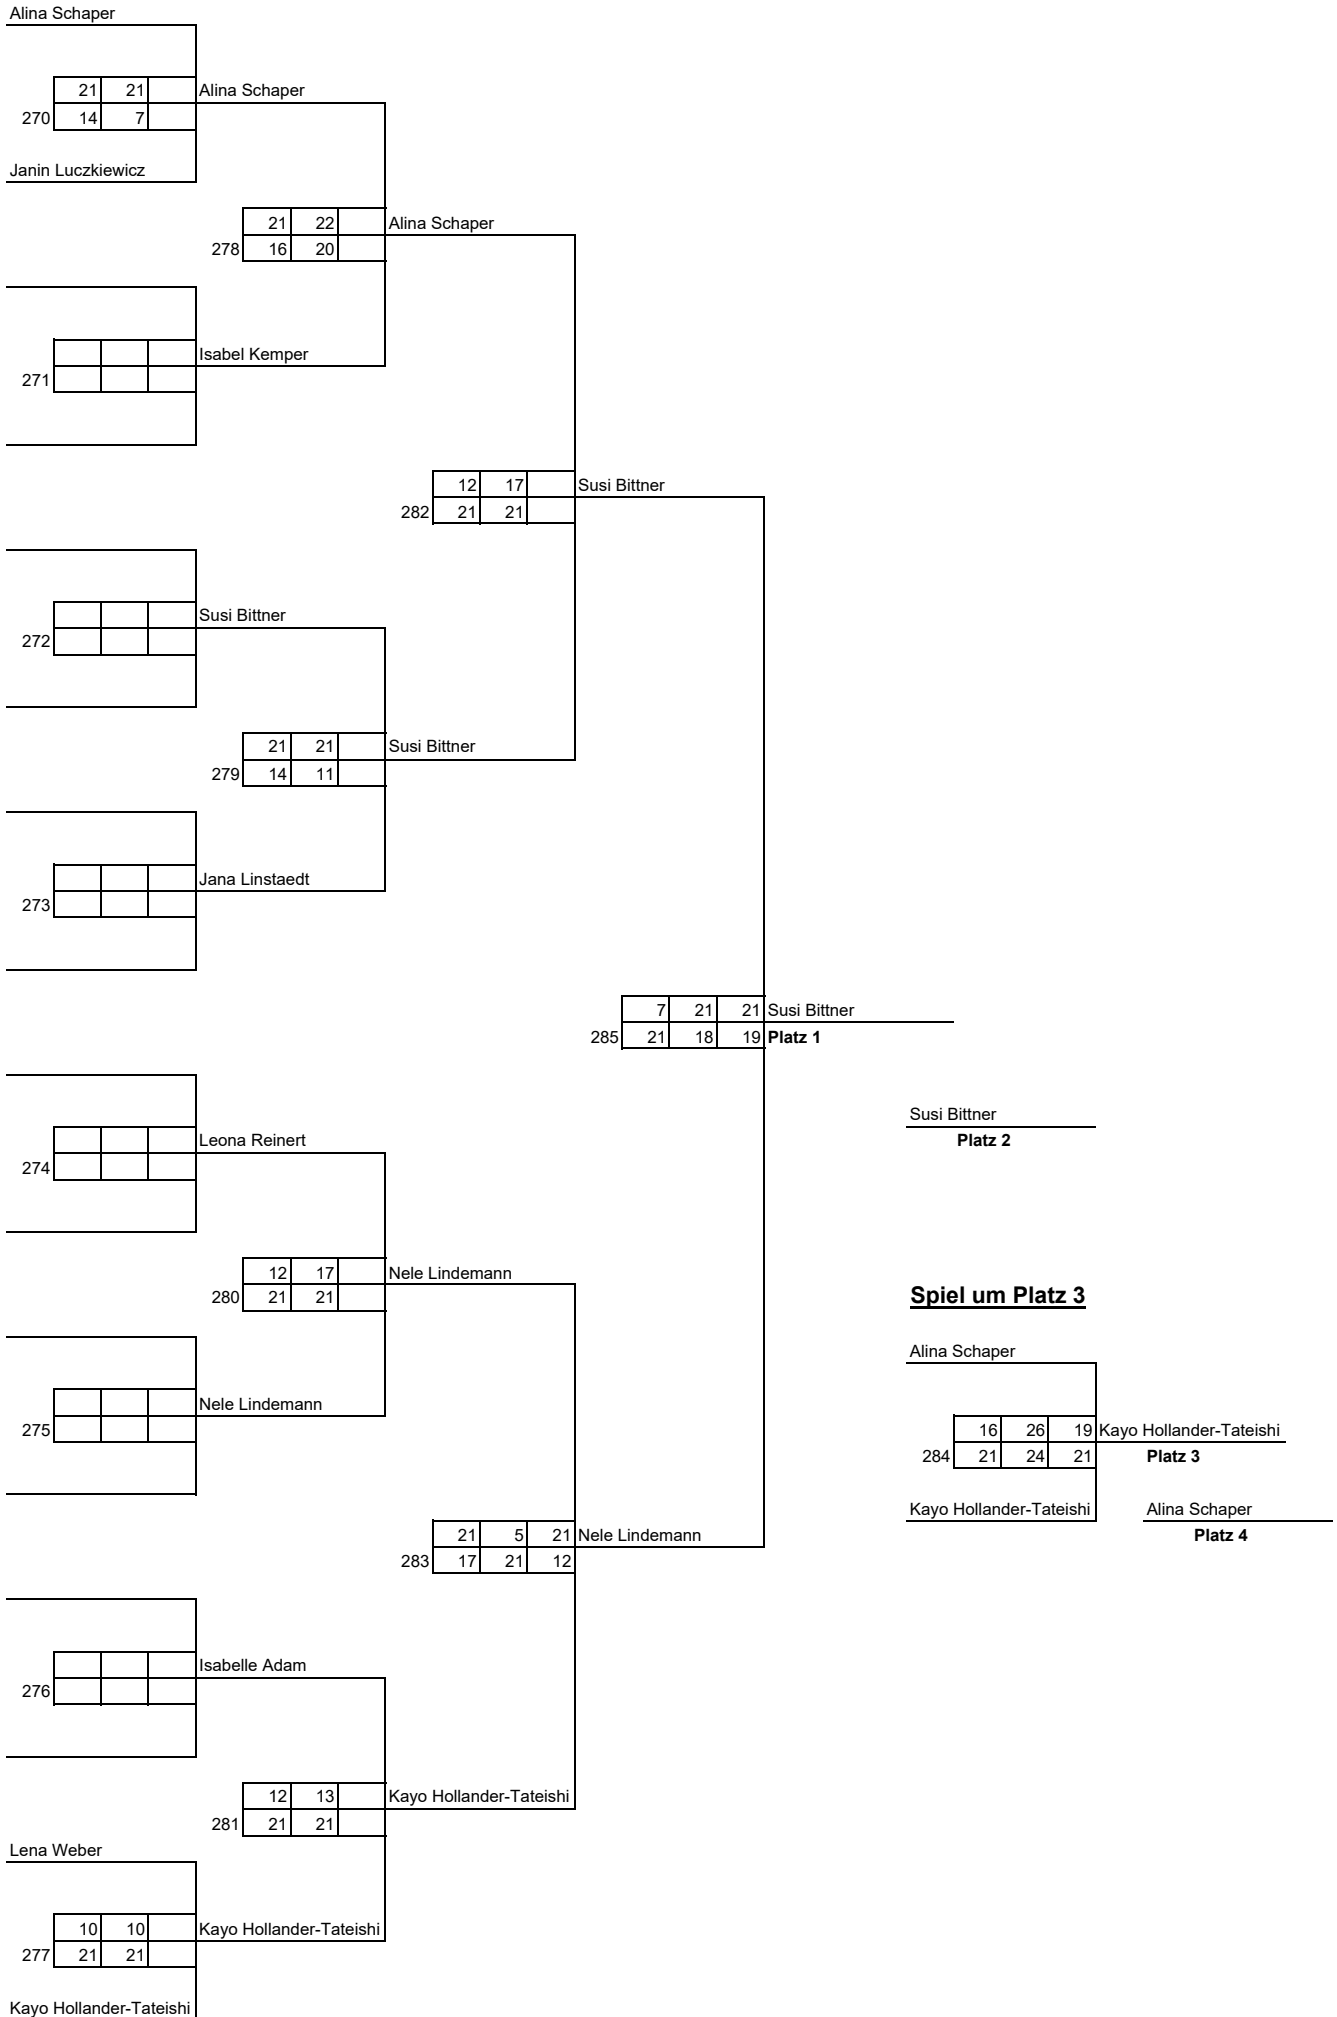 Alina Schaper
21 21 Alina Schaper
270 14 7
Janin Luczkiewicz
21 22 Alina Schaper
278 16 20
Isabel Kemper
271
12 17 Susi Bittner
282 21 21
Susi Bittner
272
21 21 Susi Bittner
279 14 11
Jana Linstaedt
273
7 21 21 Susi Bittner
285 21 18 19 Platz 1
Susi Bittner
Platz 2
Leona Reinert
274
12 17 Nele Lindemann
280 21 21
Spiel um Platz 3
Alina Schaper
Nele Lindemann
275
16 26 19 Kayo Hollander-Tateishi
284 21 24 21 Platz 3
Kayo Hollander-Tateishi Alina Schaper
Platz 4
21 5 21 Nele Lindemann
283 17 21 12
Isabelle Adam
276
12 13 Kayo Hollander-Tateishi
281 21 21
Lena Weber
10 10 Kayo Hollander-Tateishi
277 21 21
Kayo Hollander-Tateishi